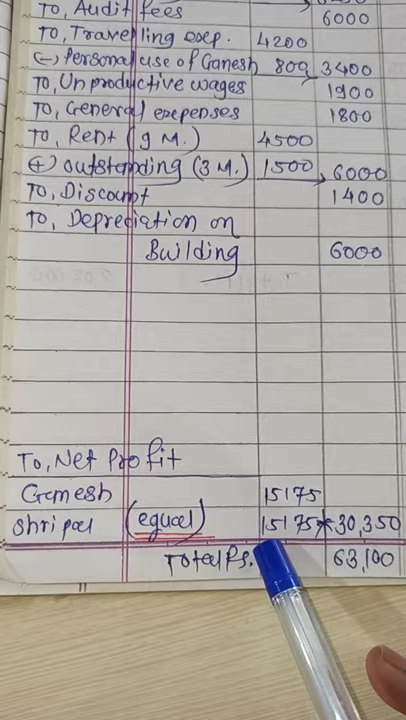 To, Audit fees 6000
To, Travelling exp. 4200
(-) Personal use of Ganesh 800 3400
To, Unproductive wages 1900
To, General expenses 1800
To, Rent (9 M.) 4500
(+) outstanding (3 M.) 1500 6000
To, Discount 1400
To, Depreciation on
Building 6000
To, Net Profit
Ganesh 15175
Shripal (equal) 15175 30,350
Total Rs. 63,100